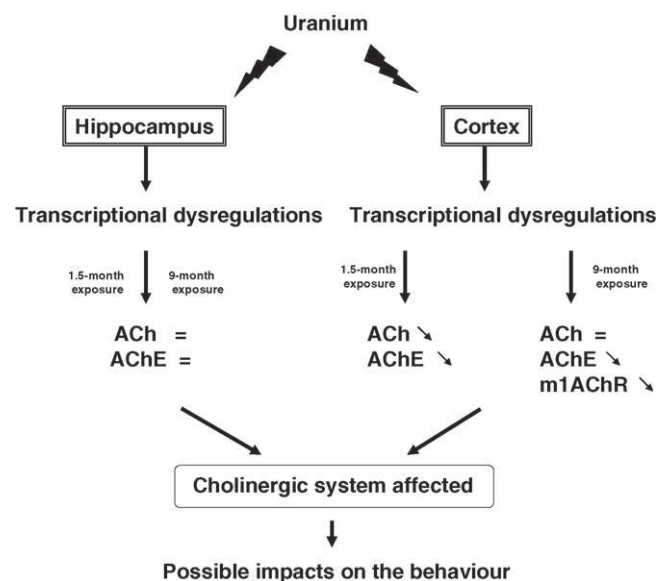 Uranium
Hippocampus
Cortex
Transcriptional dysregulations
Transcriptional dysregulations
1.5-month
exposure
9-month
exposure
1.5-month
exposure
9-month
exposure
ACh =
AChE =
ACh ↘
AChE ↘
ACh =
AChE ↘
m1AChR ↘
Cholinergic system affected
Possible impacts on the behaviour